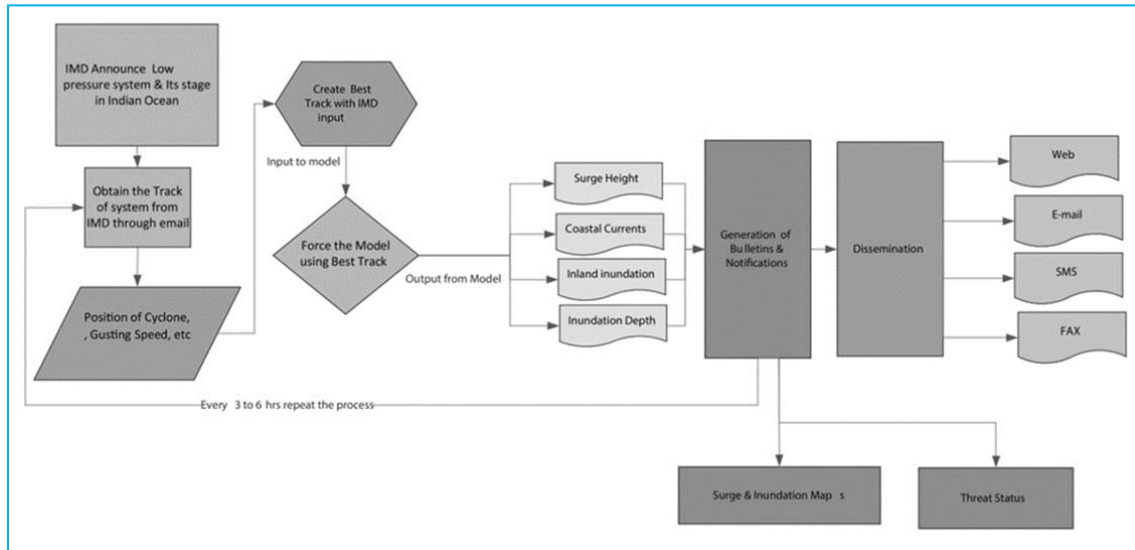 IMD Announce Low
pressure system & Its stage
in Indian Ocean
Obtain the Track
of system from
IMD through email
Position of Cyclone,
, Gusting Speed, etc
Create Best
Track with IMD
input
Input to model
Force the Model
using Best Track
Output from Model
Surge Height
Coastal Currents
Inland inundation
Inundation Depth
Generation of
Bulletins &
Notifications
Dissemination
Web
E-mail
SMS
FAX
Every 3 to 6 hrs repeat the process
Surge & Inundation Map s
Threat Status